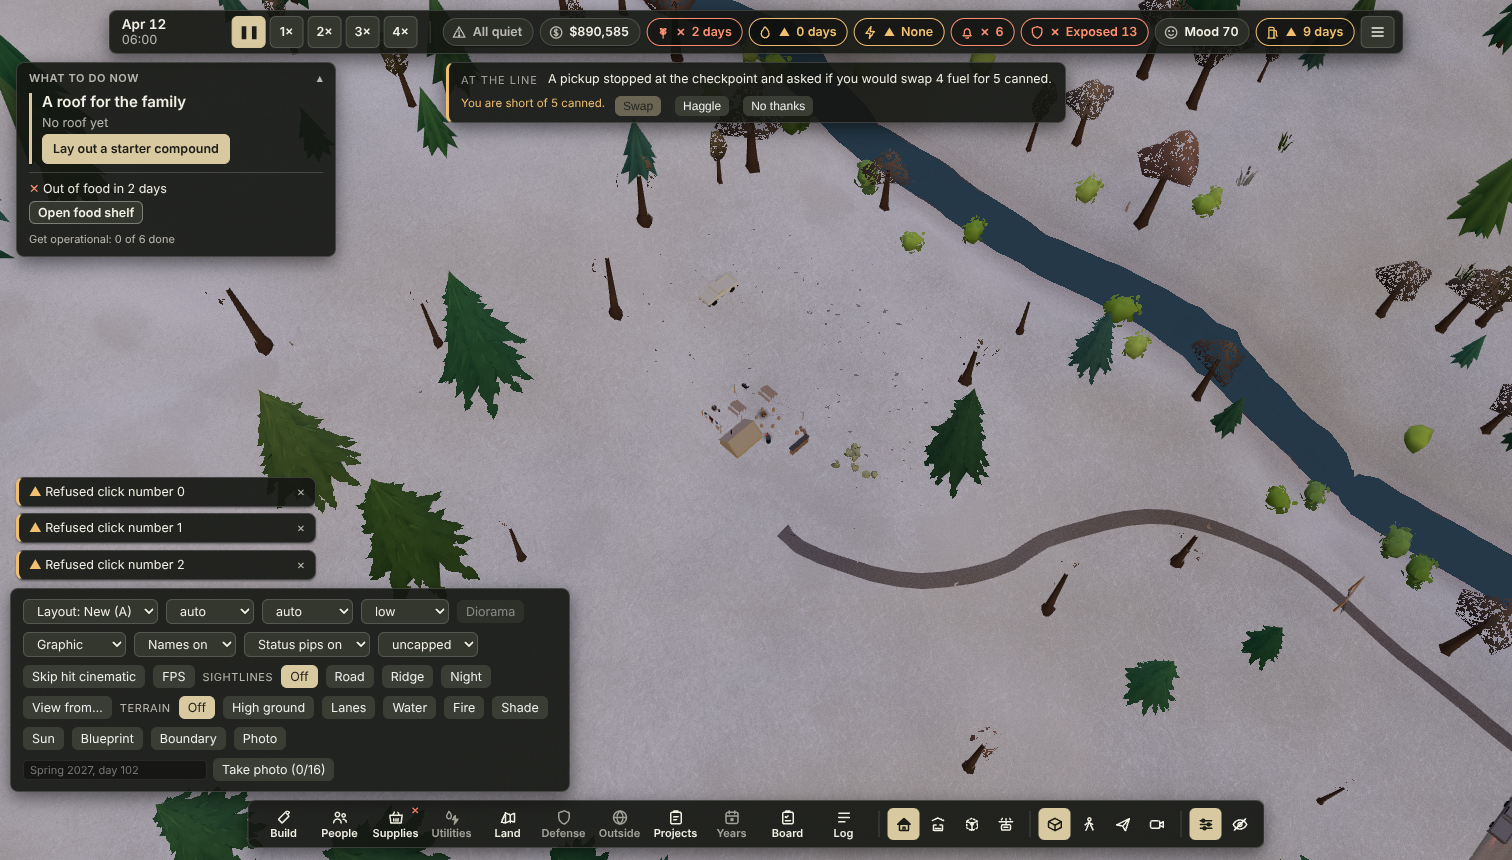 Apr 12
06:00
1×
2×
3×
4×
All quiet
$890,585
× 2 days
0 days
None
× 6
× Exposed 13
Mood 70
9 days
WHAT TO DO NOW
A roof for the family
No roof yet
Lay out a starter compound
× Out of food in 2 days
Open food shelf
Get operational: 0 of 6 done
AT THE LINE A pickup stopped at the checkpoint and asked if you would swap 4 fuel for 5 canned.
You are short of 5 canned. Swap Haggle No thanks
Refused click number 0 ×
Refused click number 1 ×
Refused click number 2 ×
Layout: New (A) auto auto low Diorama
Graphic Names on Status pips on uncapped
Skip hit cinematic FPS SIGHTLINES Off Road Ridge Night
View from... TERRAIN Off High ground Lanes Water Fire Shade
Sun Blueprint Boundary Photo
Spring 2027, day 102 Take photo (0/16)
Build People Supplies × Utilities Land Defense Outside Projects Years Board Log